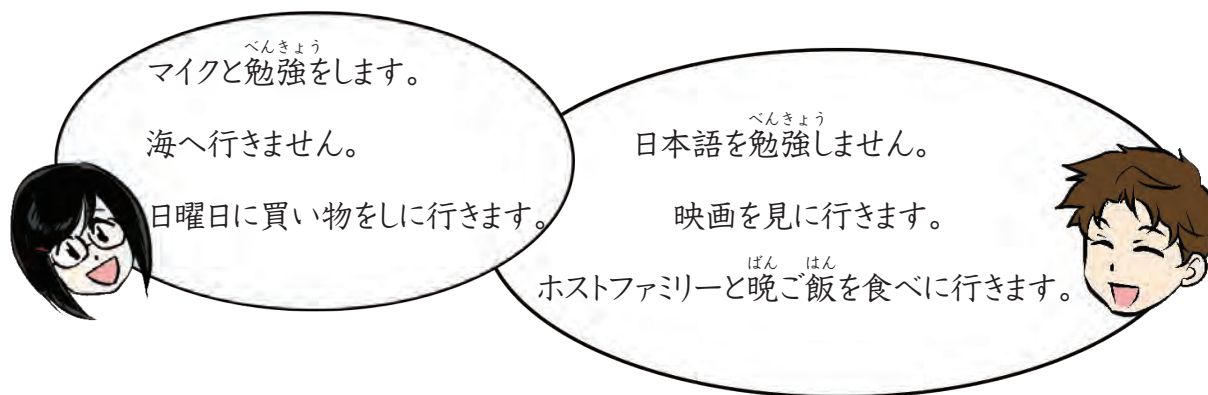 べんきょう
マイクと勉強をします。
海へ行きません。
日曜日に買い物をしに行きます。
べんきょう
日本語を勉強しません。
映画を見に行きます。
ばん はん
ホストファミリーと晩ご飯を食べに行きます。